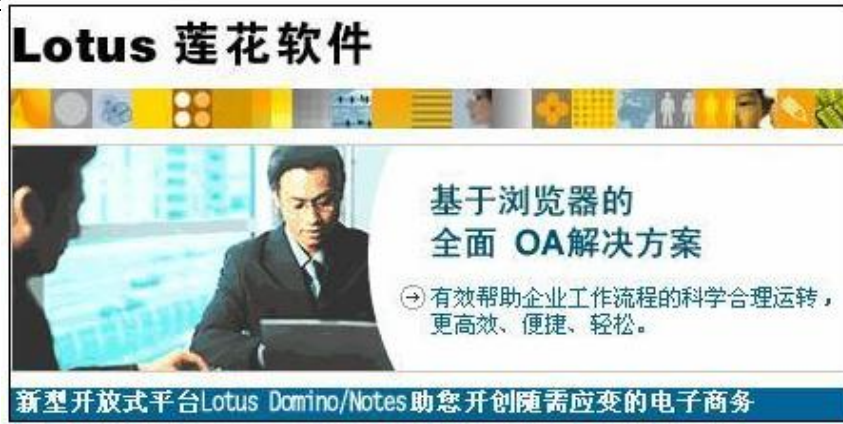 Lotus 莲花软件
基于浏览器的
全面 OA解决方案
有效帮助企业工作流程的科学合理运转，
更高效、便捷、轻松。
新型开放式平台Lotus Domino/Notes助您开创随需应变的电子商务